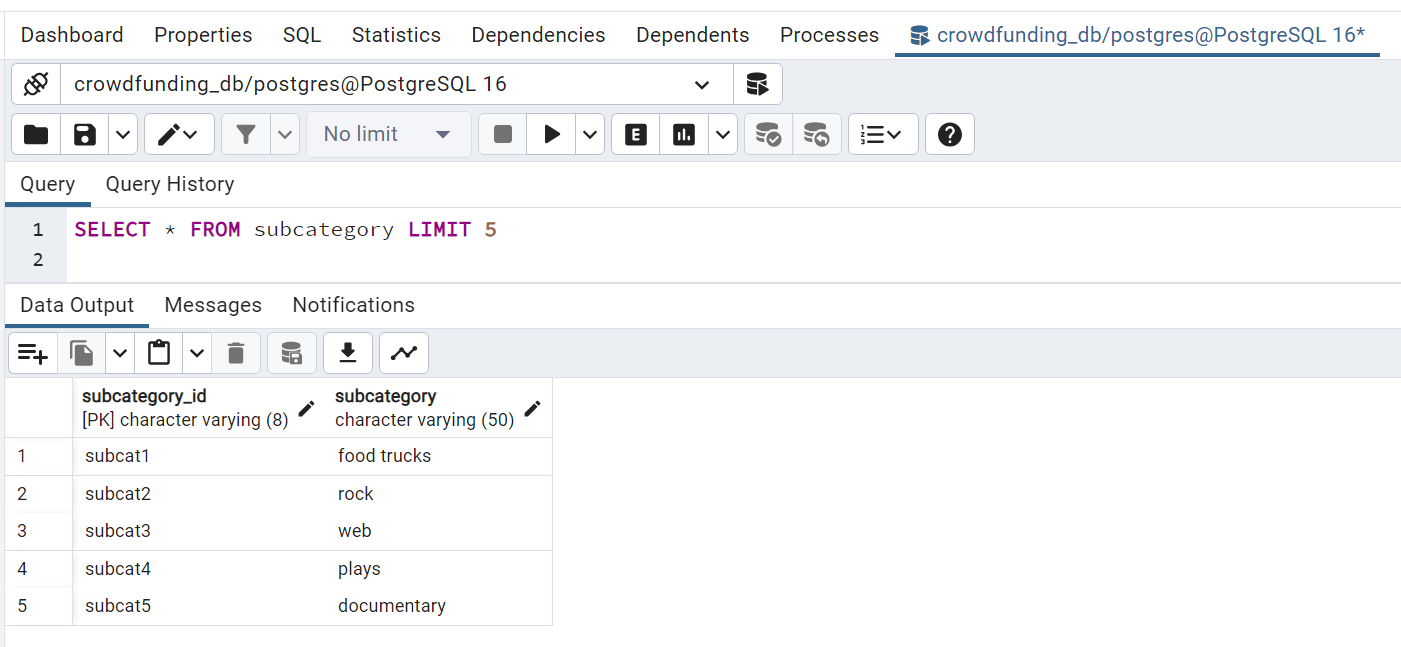 Dashboard Properties SQL Statistics Dependencies Dependents Processes crowdfunding_db/postgres@PostgreSQL 16*
crowdfunding_db/postgres@PostgreSQL 16
No limit E
Query Query History
1 SELECT * FROM subcategory LIMIT 5
2
Data Output Messages Notifications
subcategory_id subcategory
[PK] character varying (8) character varying (50)
1 subcat1 food trucks
2 subcat2 rock
3 subcat3 web
4 subcat4 plays
5 subcat5 documentary